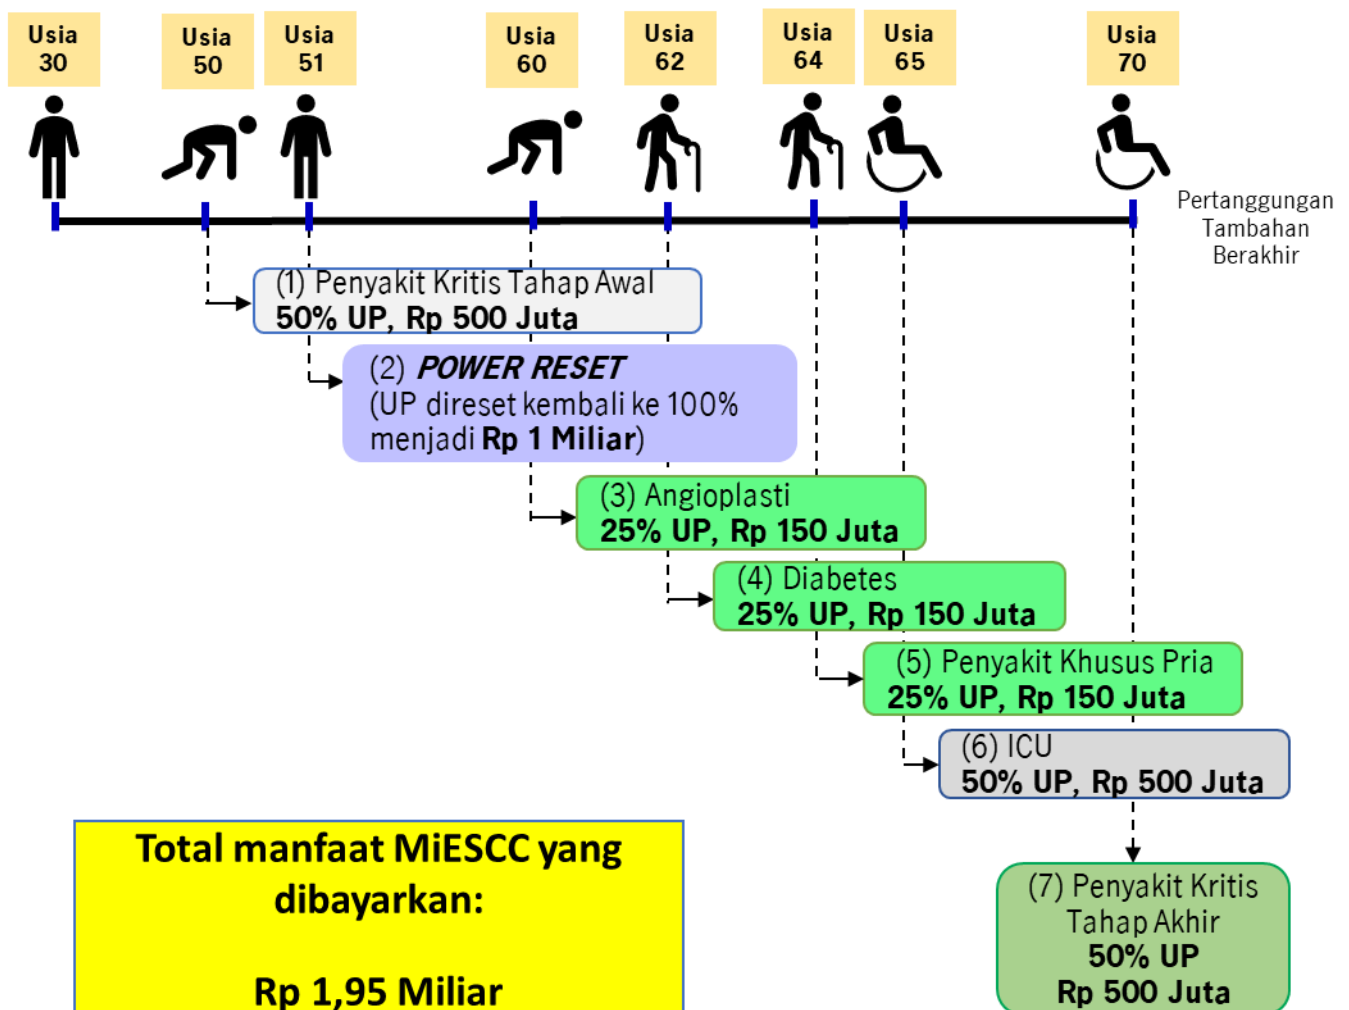 Usia
30
Usia
50
Usia
51
Usia
60
Usia
62
Usia
64
Usia
65
Usia
70
Pertanggungan
Tambahan
Berakhir
(1) Penyakit Kritis Tahap Awal
50% UP, Rp 500 Juta
(2) POWER RESET
(UP direset kembali ke 100%
menjadi Rp 1 Miliar)
(3) Angioplasti
25% UP, Rp 150 Juta
(4) Diabetes
25% UP, Rp 150 Juta
(5) Penyakit Khusus Pria
25% UP, Rp 150 Juta
(6) ICU
50% UP, Rp 500 Juta
(7) Penyakit Kritis
Tahap Akhir
50% UP
Rp 500 Juta
Total manfaat MiESCC yang
dibayarkan:
Rp 1,95 Miliar